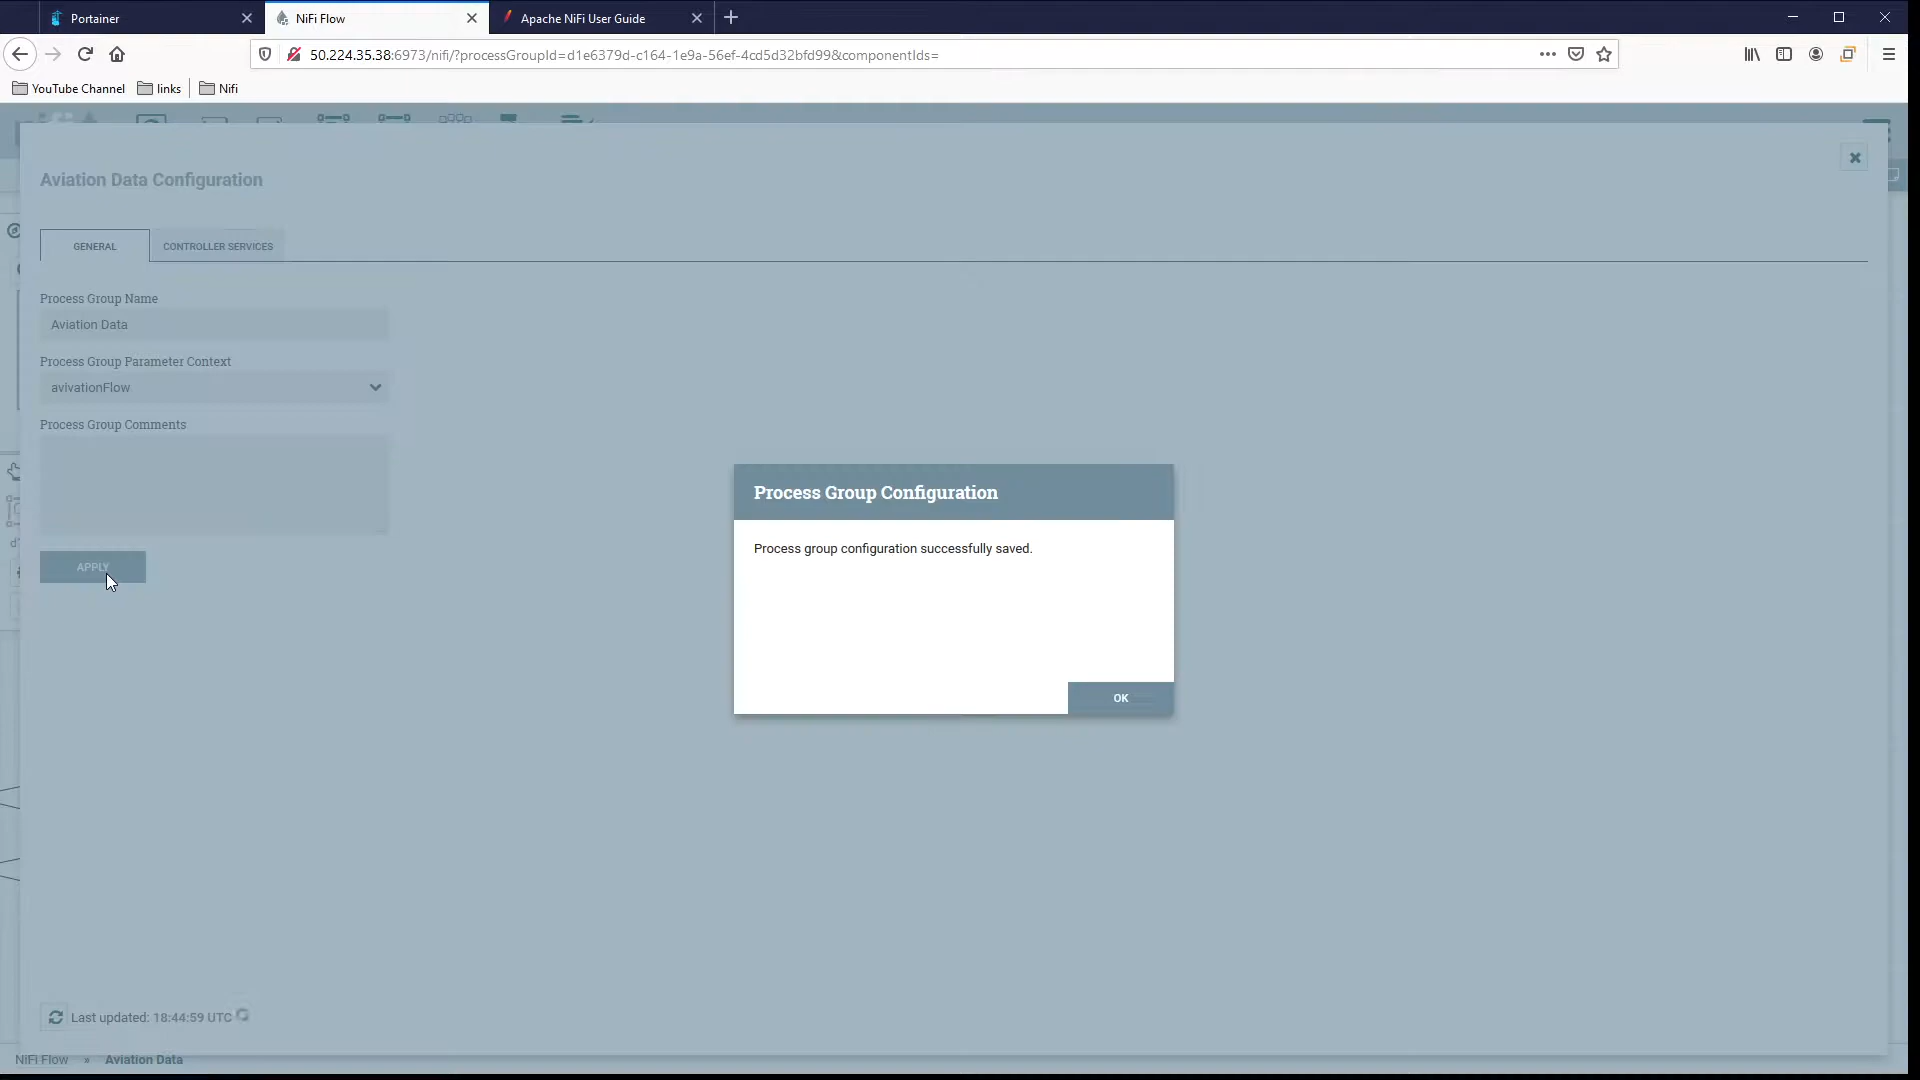 Portainer
NiFi Flow
Apache NiFi User Guide
50.224.35.38:6973/nifi/?processGroupId=d1e6379d-c164-1e9a-56ef-4cd5d32bfd99&componentIds=
YouTube Channel
links
Nifi
Aviation Data Configuration
GENERAL
CONTROLLER SERVICES
Process Group Name
Aviation Data
Process Group Parameter Context
avivationFlow
Process Group Comments
APPLY
Process Group Configuration
Process group configuration successfully saved.
OK
Last updated: 18:44:59 UTC
NiFi Flow » Aviation Data